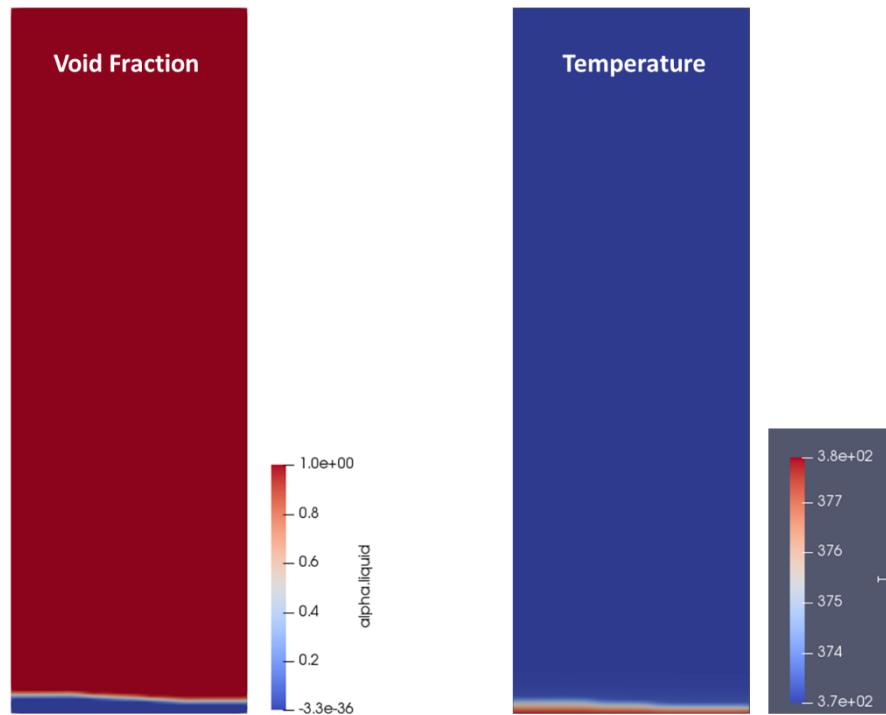 Void Fraction
Temperature
1.0e+00
0.8
0.6
0.4
0.2
-3.3e-36
alpha.liquid
3.8e+02
377
376
375
374
3.7e+02
T